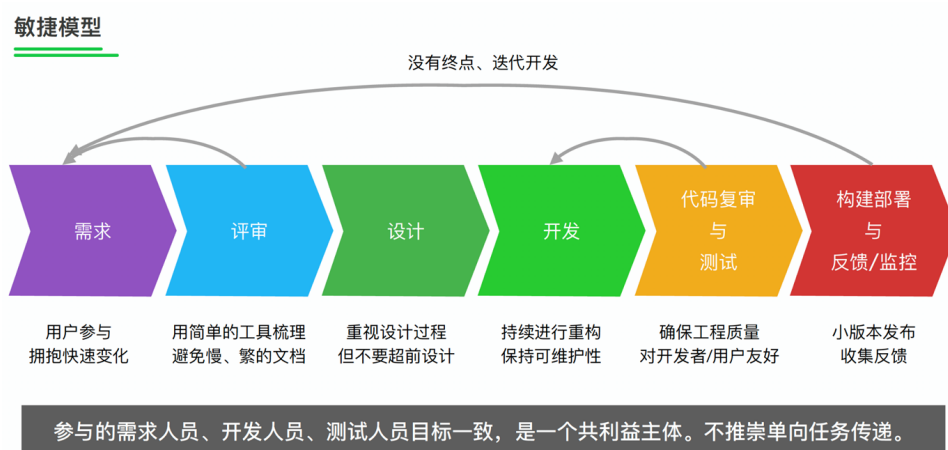 敏捷模型
没有终点、迭代开发
需求
评审
设计
开发
代码复审
与
测试
构建部署
与
反馈/监控
用户参与
拥抱快速变化
用简单的工具梳理
避免慢、繁的文档
重视设计过程
但不要超前设计
持续进行重构
保持可维护性
确保工程质量
对开发者/用户友好
小版本发布
收集反馈
参与的需求人员、开发人员、测试人员目标一致，是一个共利益主体。不推崇单向任务传递。